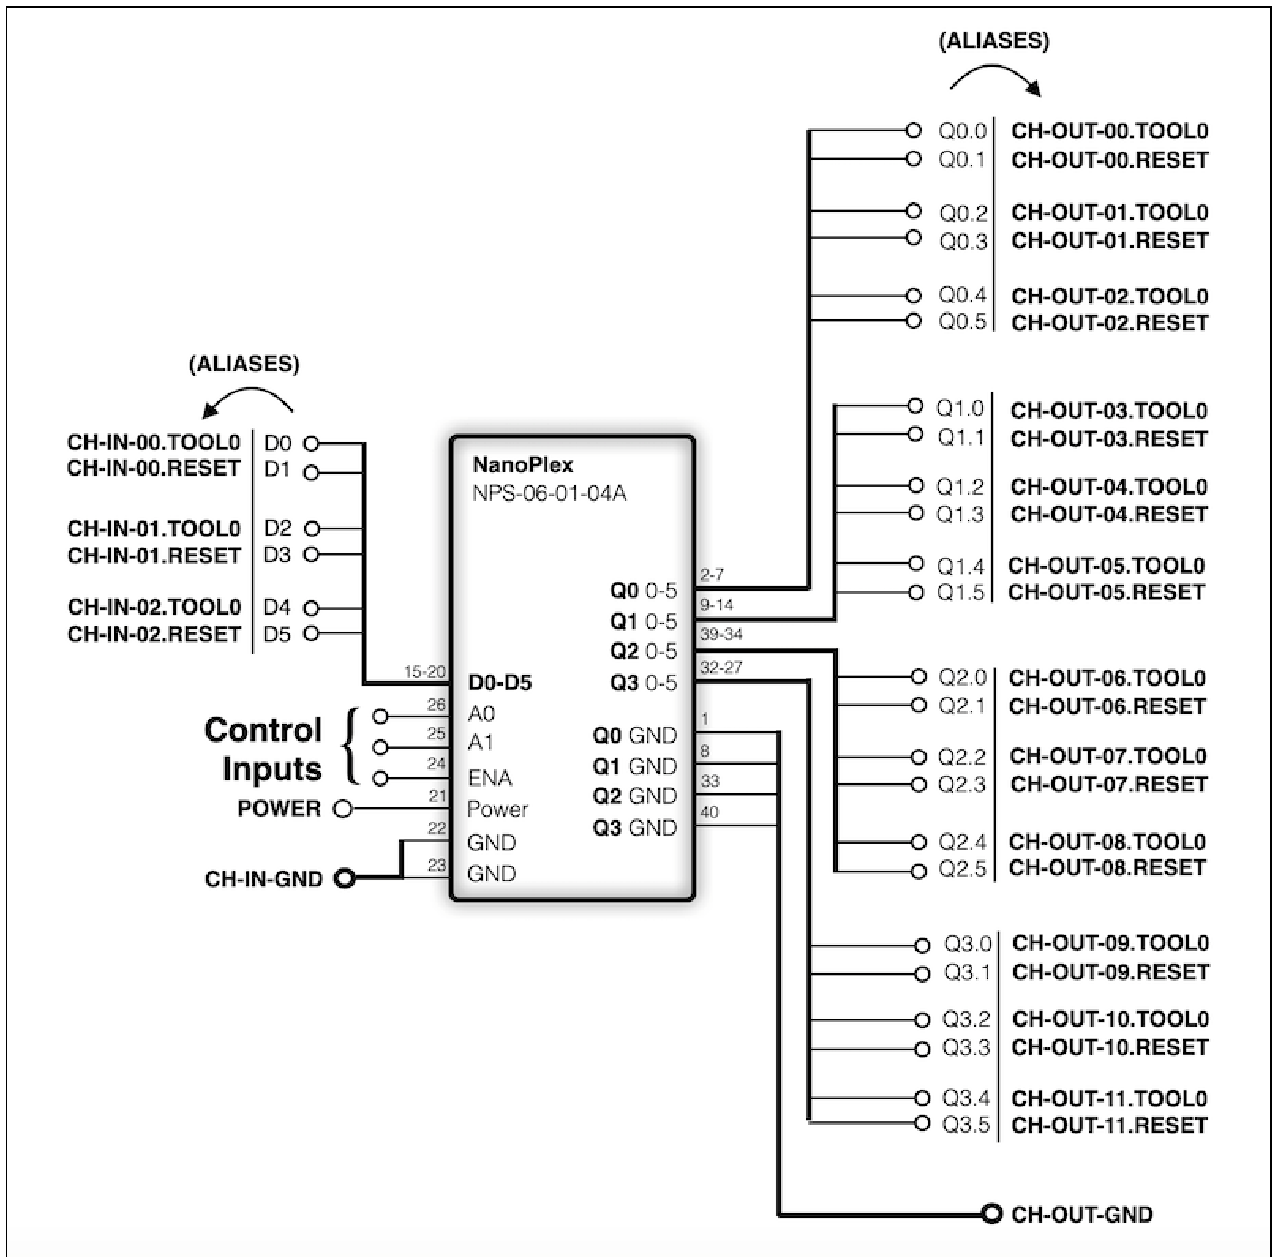 (ALIASES)
Q0.0 CH-OUT-00.TOOL0
Q0.1 CH-OUT-00.RESET
Q0.2 CH-OUT-01.TOOL0
Q0.3 CH-OUT-01.RESET
Q0.4 CH-OUT-02.TOOL0
Q0.5 CH-OUT-02.RESET
(ALIASES)
CH-IN-00.TOOL0 D0
CH-IN-00.RESET D1
CH-IN-01.TOOL0 D2
CH-IN-01.RESET D3
CH-IN-02.TOOL0 D4
CH-IN-02.RESET D5
15-20
Control
Inputs
26
25
24
POWER
21
22
CH-IN-GND
23
NanoPlex
NPS-06-01-04A
Q0 0-5
Q1 0-5
Q2 0-5
D0-D5 Q3 0-5
A0
A1
Q0 GND
Q1 GND
ENA
Q2 GND
Power
Q3 GND
GND
GND
2-7
9-14
39-34
32-27
1
8
33
40
Q1.0 CH-OUT-03.TOOL0
Q1.1 CH-OUT-03.RESET
Q1.2 CH-OUT-04.TOOL0
Q1.3 CH-OUT-04.RESET
Q1.4 CH-OUT-05.TOOL0
Q1.5 CH-OUT-05.RESET
Q2.0 CH-OUT-06.TOOL0
Q2.1 CH-OUT-06.RESET
Q2.2 CH-OUT-07.TOOL0
Q2.3 CH-OUT-07.RESET
Q2.4 CH-OUT-08.TOOL0
Q2.5 CH-OUT-08.RESET
Q3.0 CH-OUT-09.TOOL0
Q3.1 CH-OUT-09.RESET
Q3.2 CH-OUT-10.TOOL0
Q3.3 CH-OUT-10.RESET
Q3.4 CH-OUT-11.TOOL0
Q3.5 CH-OUT-11.RESET
CH-OUT-GND